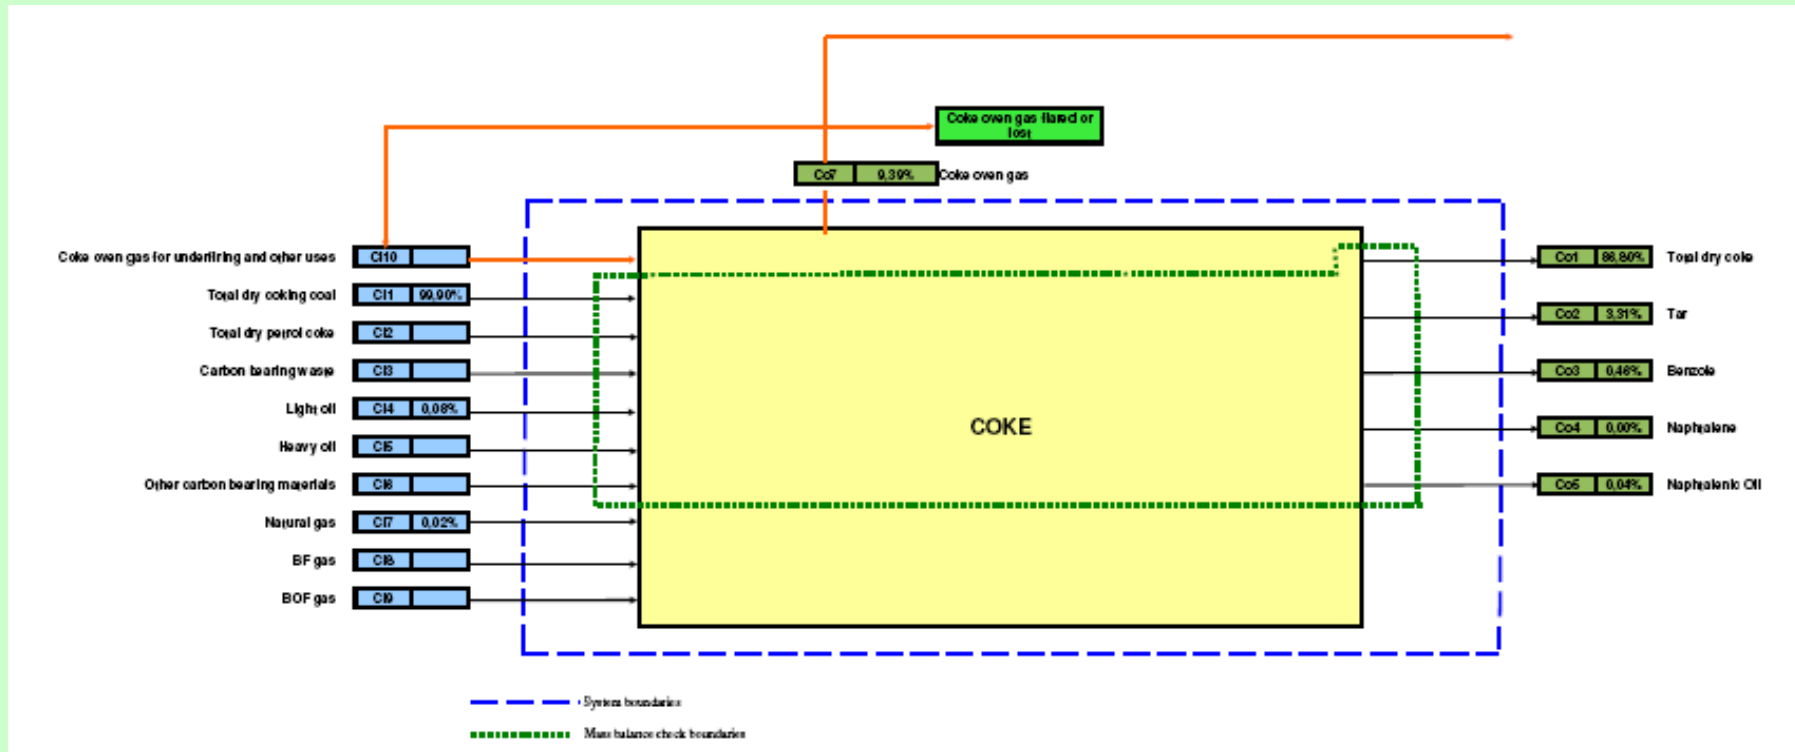 Coke oven gas flared or
lost
Co7 9,39% Coke oven gas
Coke oven gas for underfiring and other uses CI10
Total dry coking coal CI1 99,90%
Total dry petrol coke CI2
Carbon bearing waste CI3
Light oil CI4 0,08%
Heavy oil CI5
Other carbon bearing materials CI6
Natural gas CI7 0,02%
BF gas CI8
BOF gas CI9
COKE
Co1 86,80% Total dry coke
Co2 3,31% Tar
Co3 0,46% Benzole
Co4 0,00% Naphtalene
Co5 0,04% Naphtalenic Oil
System boundaries
Mass balance check boundaries